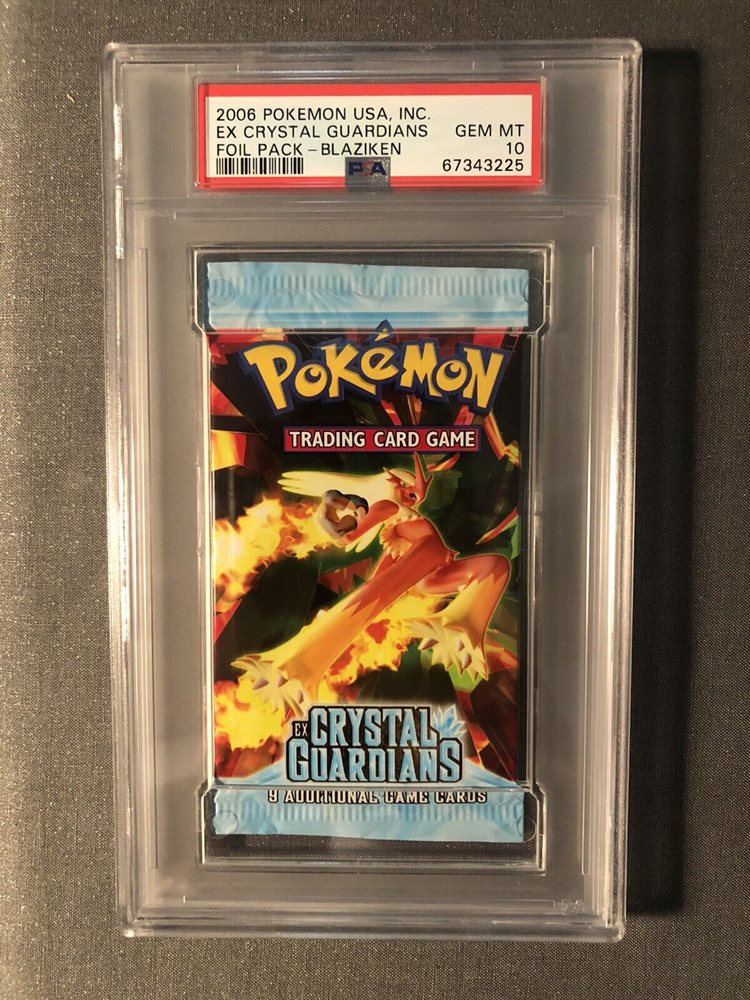 2006 POKEMON USA, INC.
EX CRYSTAL GUARDIANS GEM MT
FOIL PACK - BLAZIKEN 10
PSA 67343225
POKéMON
TRADING CARD GAME
EX CRYSTAL
GUARDIANS
9 ADDITIONAL GAME CARDS
PSA